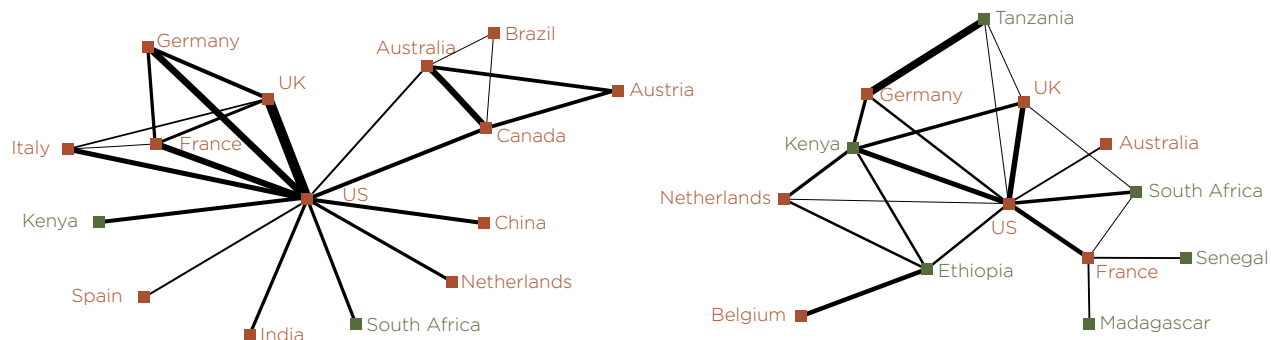 Germany
UK
Australia
Brazil
Austria
Canada
Italy
France
US
Kenya
China
Spain
Netherlands
South Africa
India
Tanzania
Germany
UK
Kenya
Australia
Netherlands
South Africa
US
Ethiopia
France
Senegal
Belgium
Madagascar